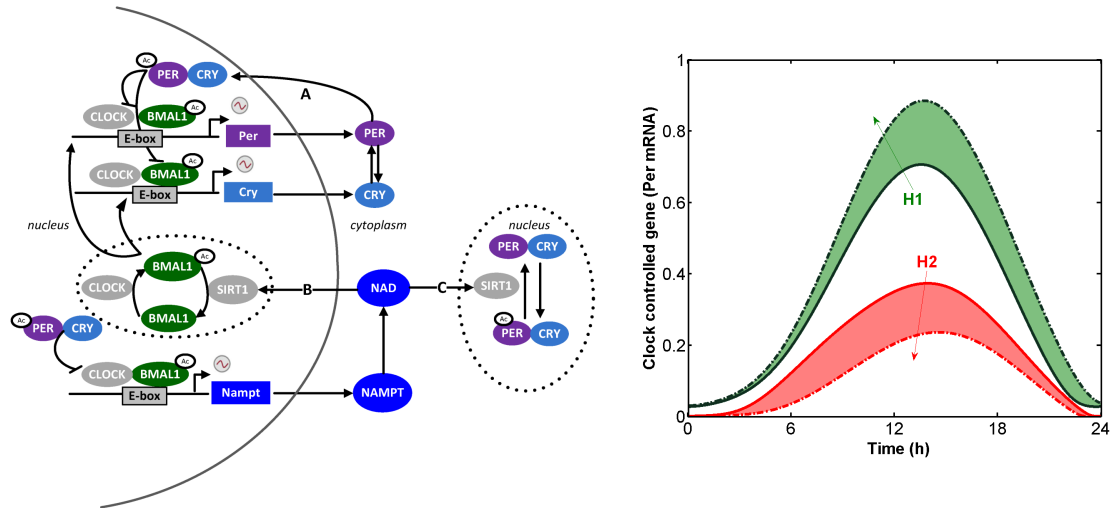 Ac
PER CRY
A
CLOCK BMAL1 Ac
E-box Per
PER
CLOCK BMAL1 Ac
E-box Cry
CRY
nucleus
cytoplasm
nucleus
PER CRY
BMAL1 Ac
CLOCK SIRT1
B
NAD
C
SIRT1
BMAL1
Ac
PER CRY
Ac
PER CRY
CLOCK BMAL1 Ac
E-box Nampt
NAMPT
Clock controlled gene (Per mRNA)
1
0.8
0.6
0.4
0.2
0
H1
H2
0 6 12 18 24
Time (h)